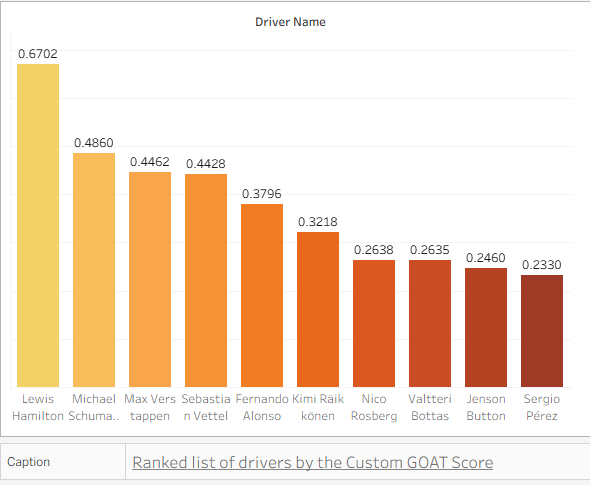 Driver Name
0.6702
0.4860
0.4462
0.4428
0.3796
0.3218
0.2638
0.2635
0.2460
0.2330
Lewis
Hamilton
Michael
Schuma..
Max Vers
tappen
Sebastia
n Vettel
Fernando
Alonso
Kimi Räik
könen
Nico
Rosberg
Valtteri
Bottas
Jenson
Button
Sergio
Pérez
Caption
Ranked list of drivers by the Custom GOAT Score